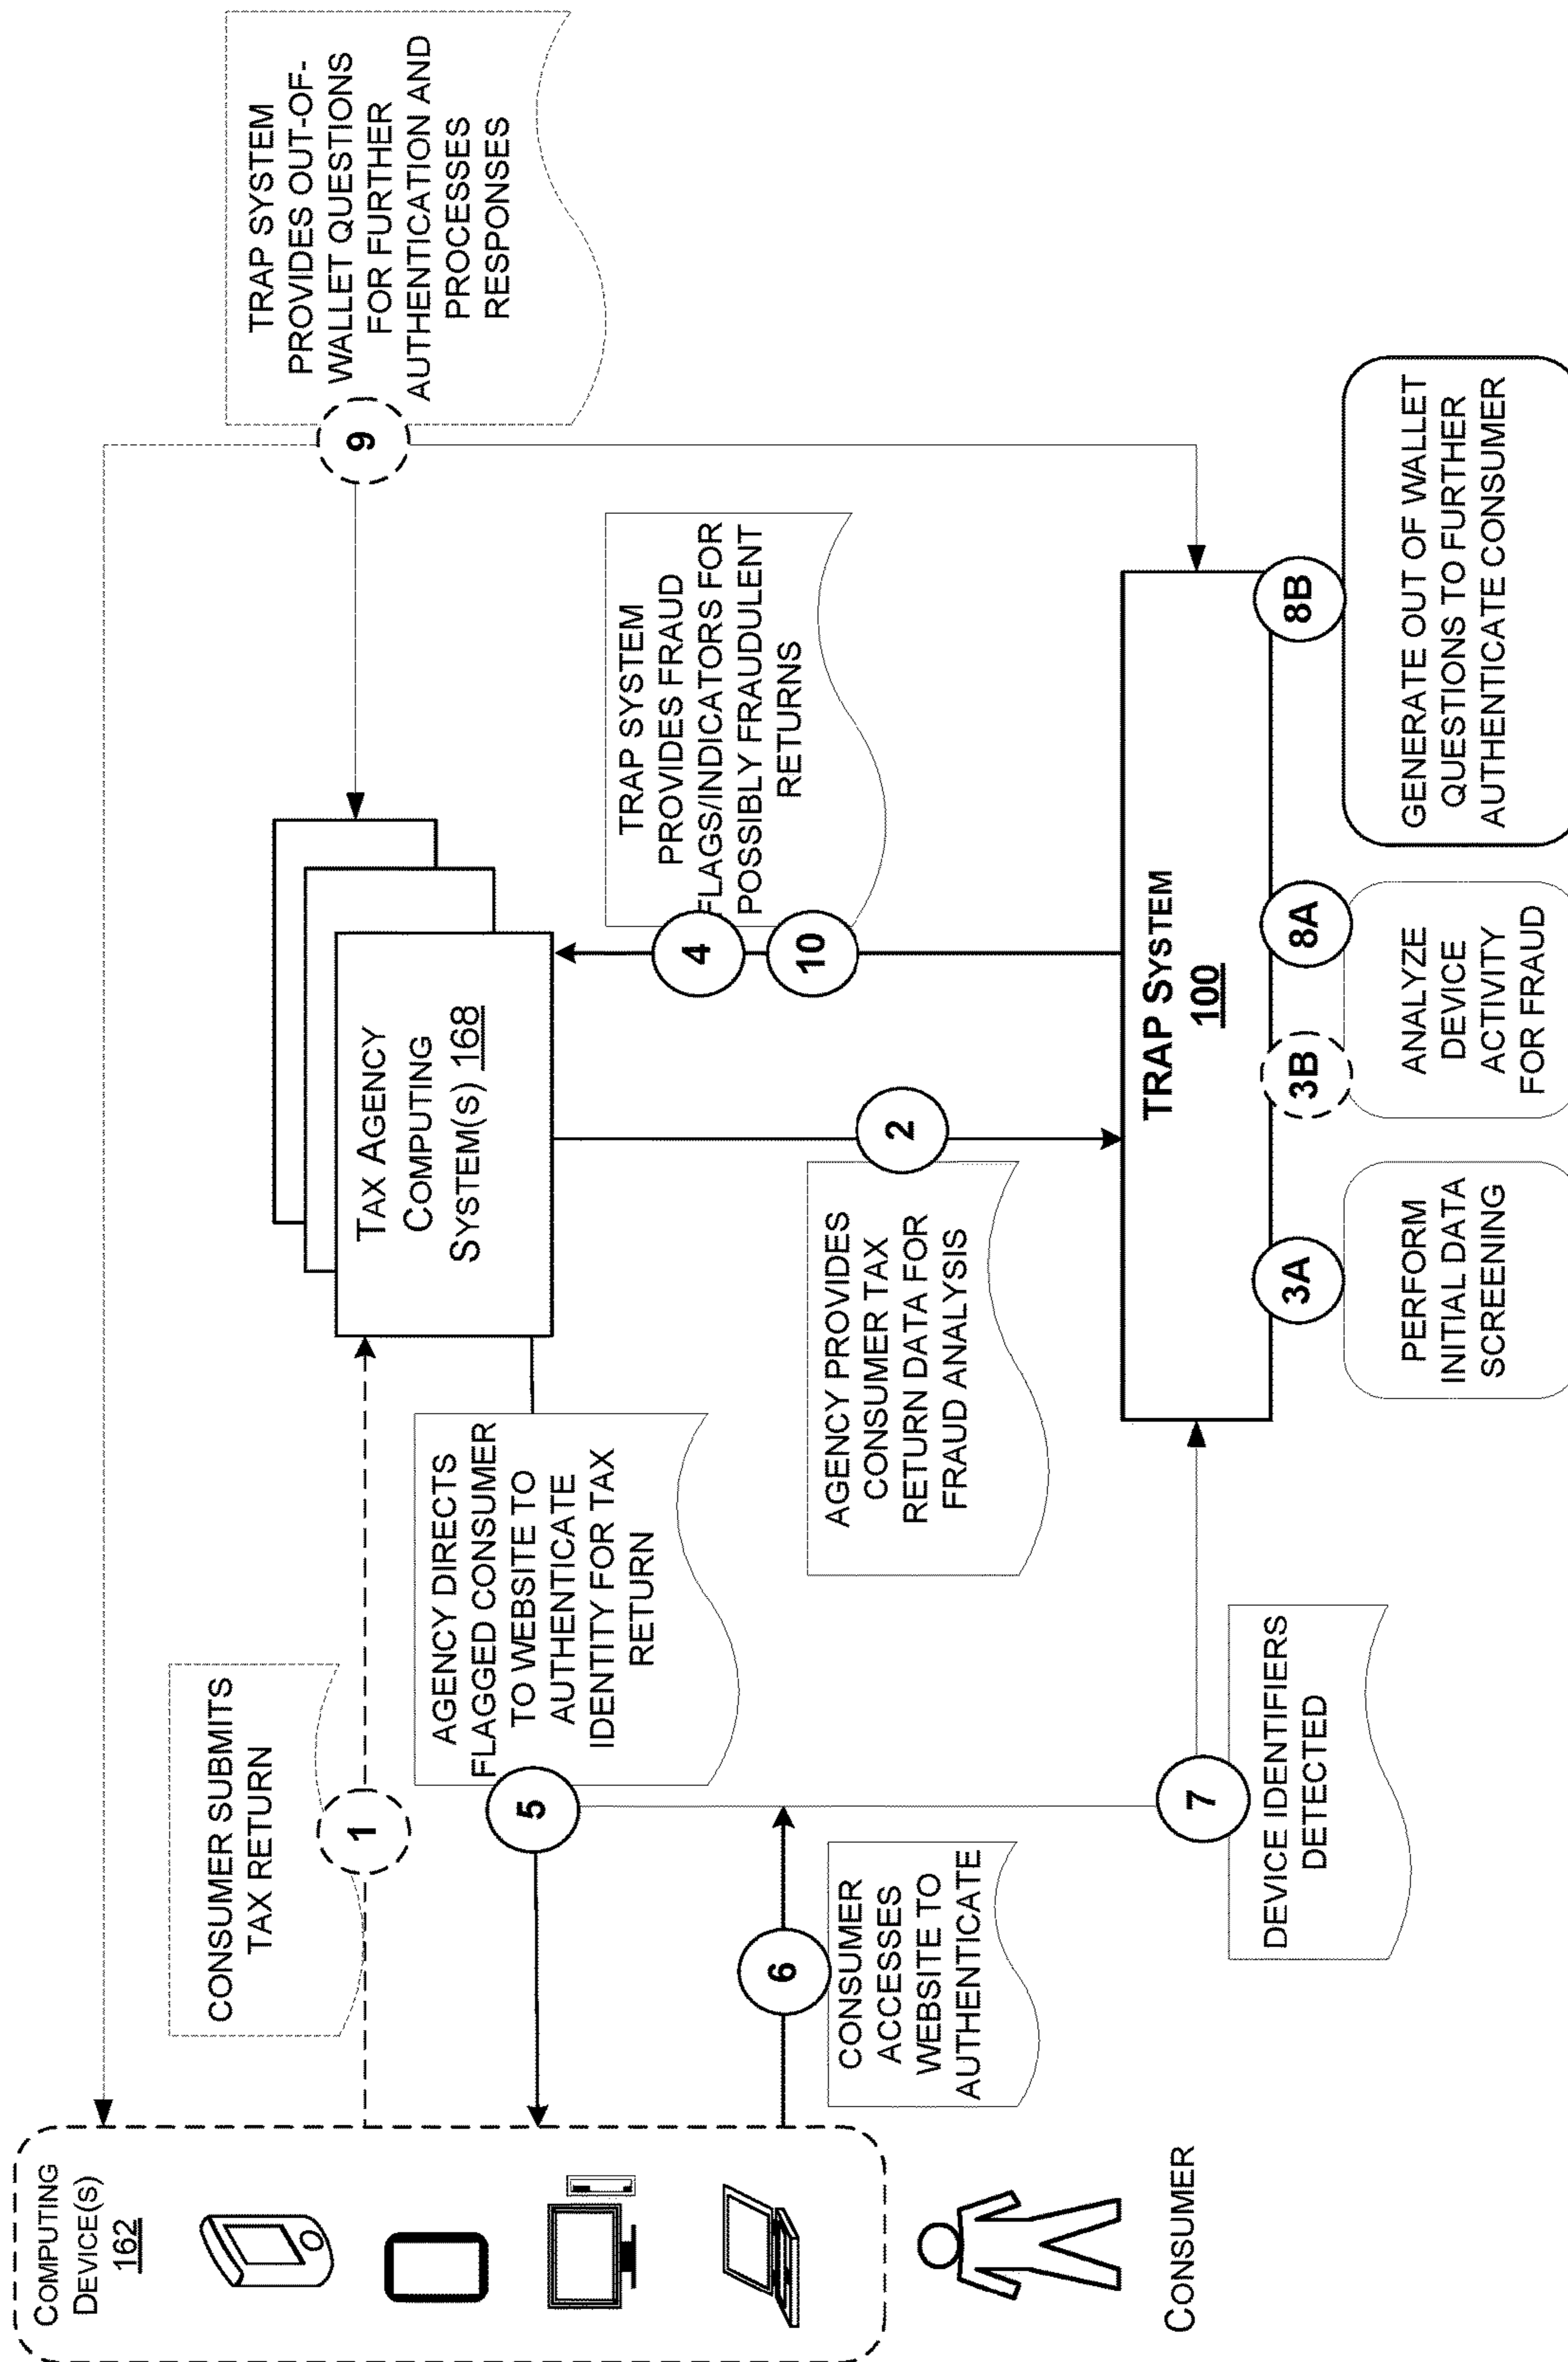 COMPUTING
DEVICE(S)
162
CONSUMER
CONSUMER SUBMITS
TAX RETURN
1
AGENCY DIRECTS
FLAGGED CONSUMER
TO WEBSITE TO
AUTHENTICATE
IDENTITY FOR TAX
RETURN
5
6
CONSUMER
ACCESSES
WEBSITE TO
AUTHENTICATE
7
DEVICE IDENTIFIERS
DETECTED
TAX AGENCY
COMPUTING
SYSTEM(S) 168
2
AGENCY PROVIDES
CONSUMER TAX
RETURN DATA FOR
FRAUD ANALYSIS
4
10
TRAP SYSTEM
PROVIDES FRAUD
FLAGS/INDICATORS FOR
POSSIBLY FRAUDULENT
RETURNS
9
TRAP SYSTEM
PROVIDES OUT-OF-
WALLET QUESTIONS
FOR FURTHER
AUTHENTICATION AND
PROCESSES
RESPONSES
TRAP SYSTEM
100
3A
PERFORM
INITIAL DATA
SCREENING
3B
8A
ANALYZE
DEVICE
ACTIVITY
FOR FRAUD
8B
GENERATE OUT OF WALLET
QUESTIONS TO FURTHER
AUTHENTICATE CONSUMER